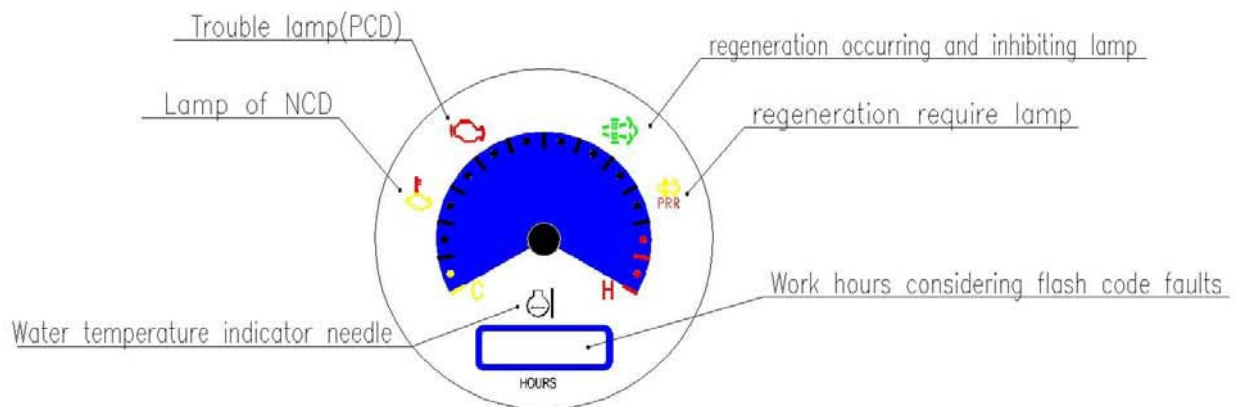 Trouble lamp(PCD)
regeneration occurring and inhibiting lamp
Lamp of NCD
regeneration require lamp
PRR
C
H
Work hours considering flash code faults
Water temperature indicator needle
HOURS